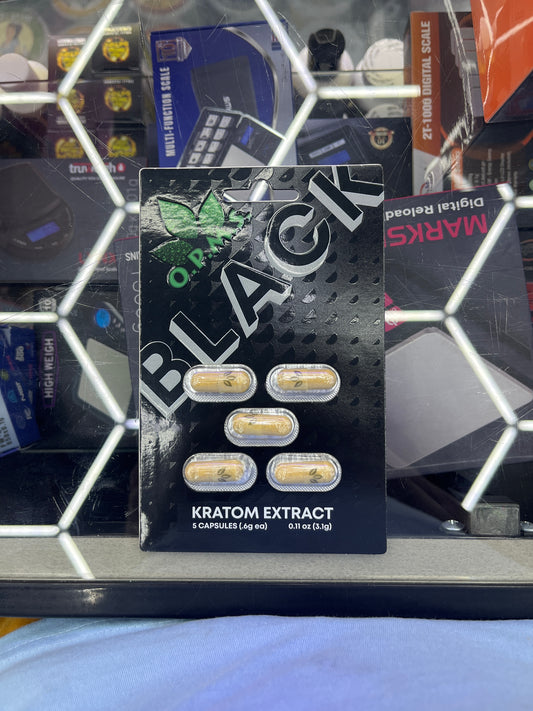 MULTI-FUNCTION SCALE
2T-1000 DIGITAL SCALE
MARKS
Digital Reload
HIGH WEIGH
O.P.M.S.
BLACK
KRATOM EXTRACT
5 CAPSULES (.6g ea) 0.11 oz (3.1g)